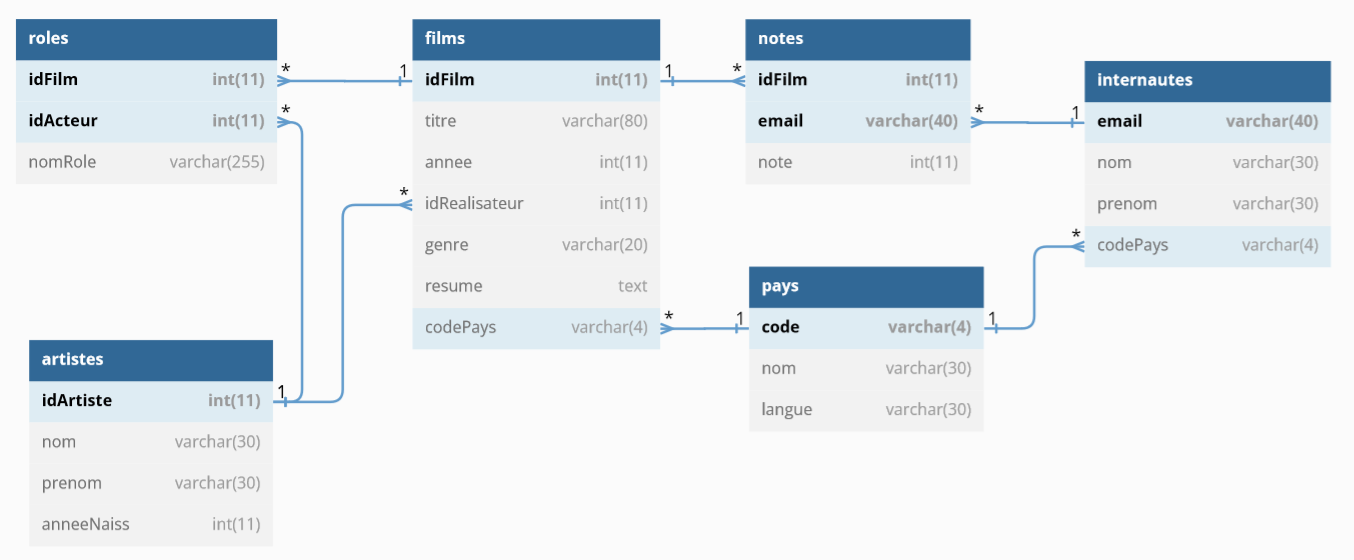 roles
idFilm int(11)
idActeur int(11)
nomRole varchar(255)
* 1
*
films
idFilm int(11)
titre varchar(80)
annee int(11)
idRealisateur int(11)
genre varchar(20)
resume text
codePays varchar(4)
*
1 *
* 1
notes
idFilm int(11)
email varchar(40)
note int(11)
* 1
internautes
email varchar(40)
nom varchar(30)
prenom varchar(30)
codePays varchar(4)
*
pays
code varchar(4)
nom varchar(30)
langue varchar(30)
1
artistes
idArtiste int(11)
nom varchar(30)
prenom varchar(30)
anneeNaiss int(11)
1